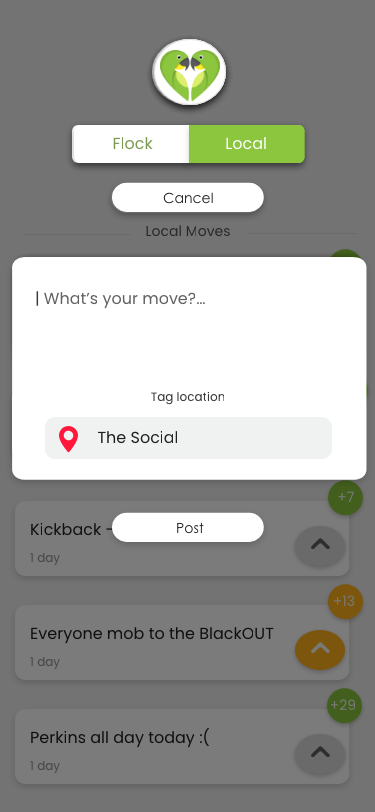 Flock
Local
Cancel
Local Moves
What's your move?...
Tag location
The Social
+7
Kickback -
Post
1 day
+13
Everyone mob to the BlackOUT
1 day
+29
Perkins all day today :(
1 day